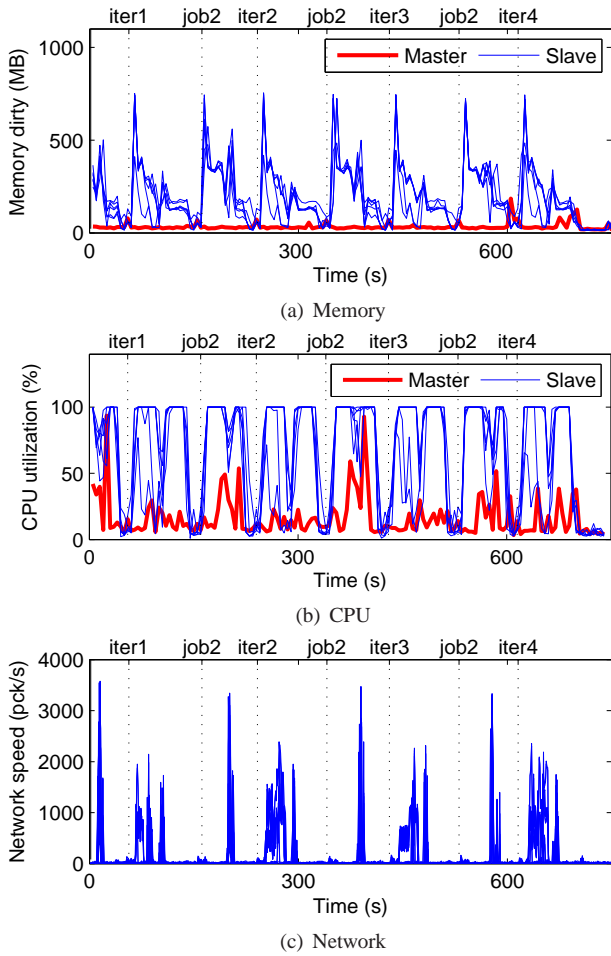 iter1 job2 iter2 job2 iter3 job2 iter4
1000
500
0
Memory dirty (MB)
Master Slave
0 300 600
Time (s)
(a) Memory
iter1 job2 iter2 job2 iter3 job2 iter4
100
50
0
CPU utilization (%)
Master Slave
0 300 600
Time (s)
(b) CPU
iter1 job2 iter2 job2 iter3 job2 iter4
4000
3000
2000
1000
0
Network speed (pck/s)
0 300 600
Time (s)
(c) Network